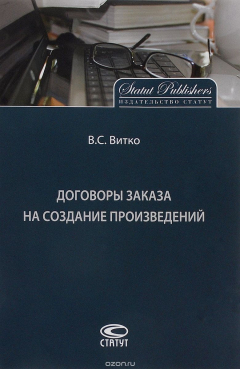 Statut Publishers
ИЗДАТЕЛЬСТВО СТАТУТ
В.С. Витко
ДОГОВОРЫ ЗАКАЗА
НА СОЗДАНИЕ ПРОИЗВЕДЕНИЙ
СТАТУТ
ozon.ru